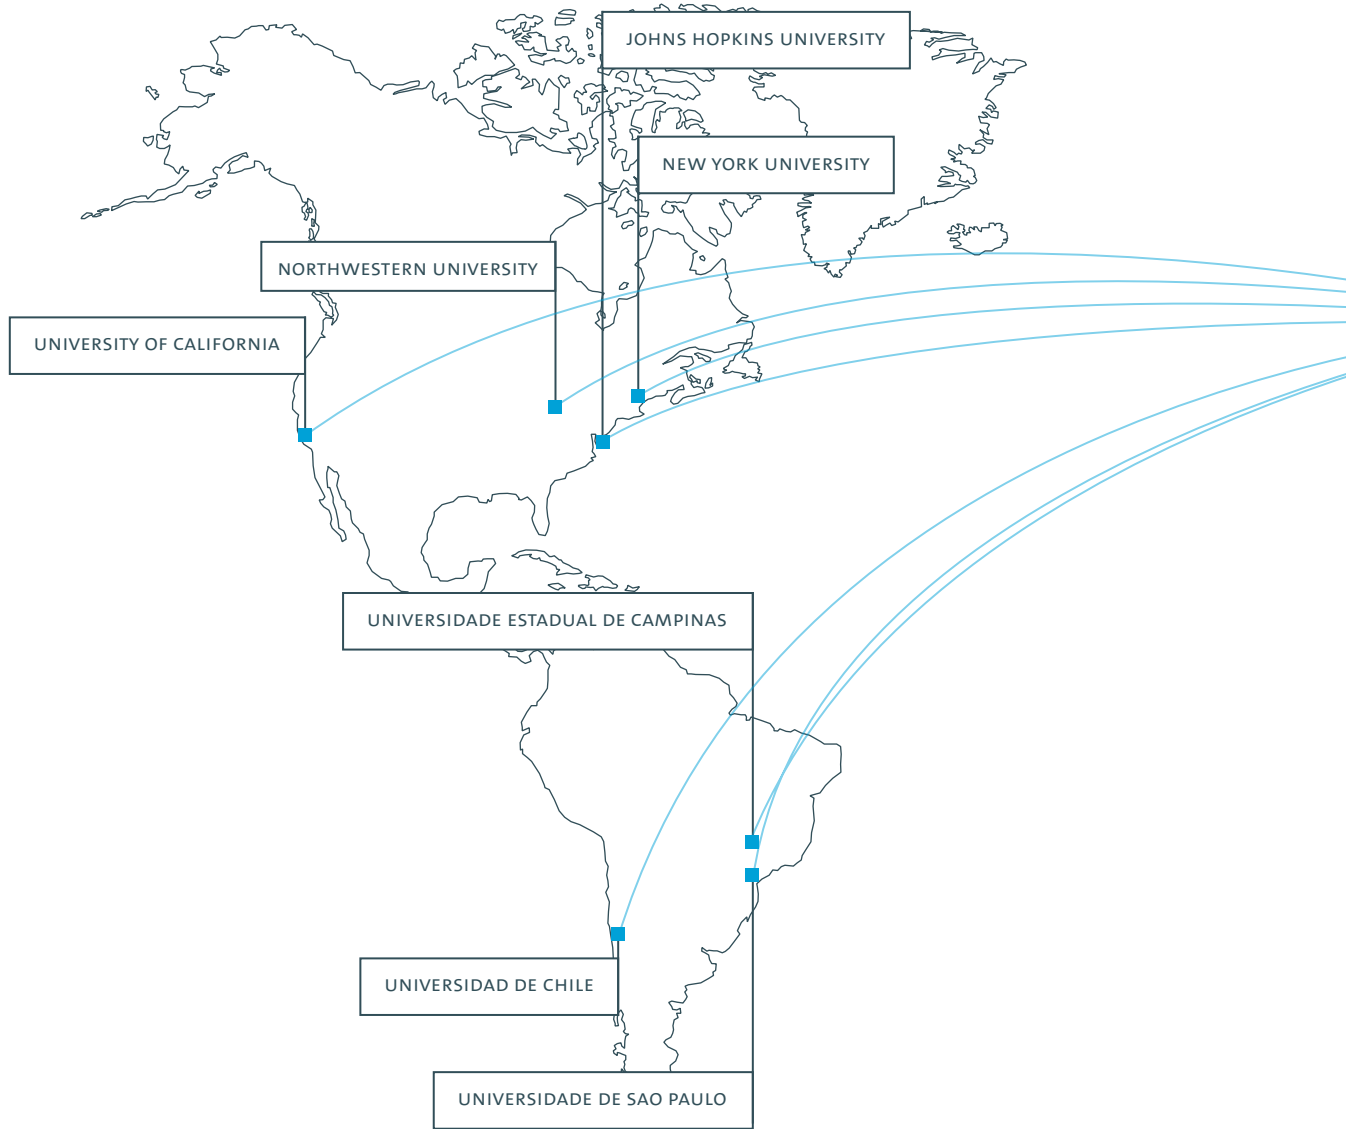 JOHNS HOPKINS UNIVERSITY
NEW YORK UNIVERSITY
NORTHWESTERN UNIVERSITY
UNIVERSITY OF CALIFORNIA
UNIVERSIDADE ESTADUAL DE CAMPINAS
UNIVERSIDAD DE CHILE
UNIVERSIDADE DE SAO PAULO